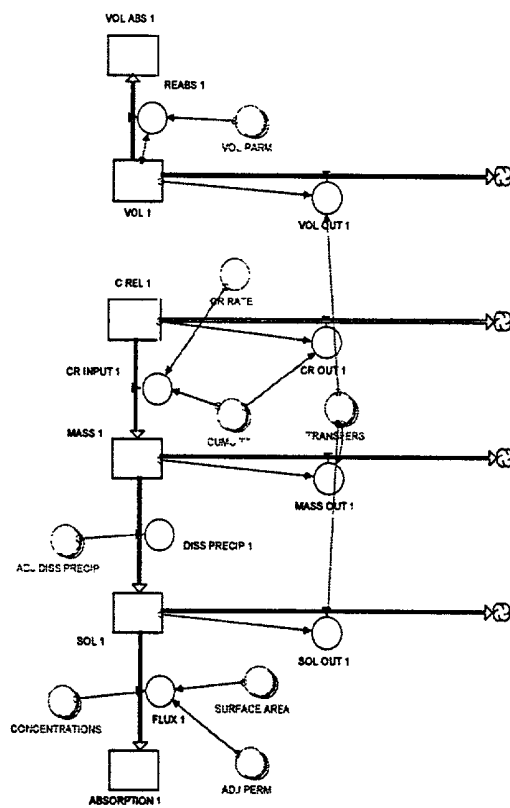 VOL ABS 1
REABS 1
VOL PARM
VOL 1
VOL OUT 1
C REL 1
CR RATE
CR INPUT 1
CR OUT 1
CUMU TT
TRANSFERS
MASS 1
MASS OUT 1
DISS PRECIP 1
ADJ DISS PRECIP
SOL 1
SOL OUT 1
SURFACE AREA
CONCENTRATIONS
FLUX 1
ADJ PERM
ABSORPTION 1